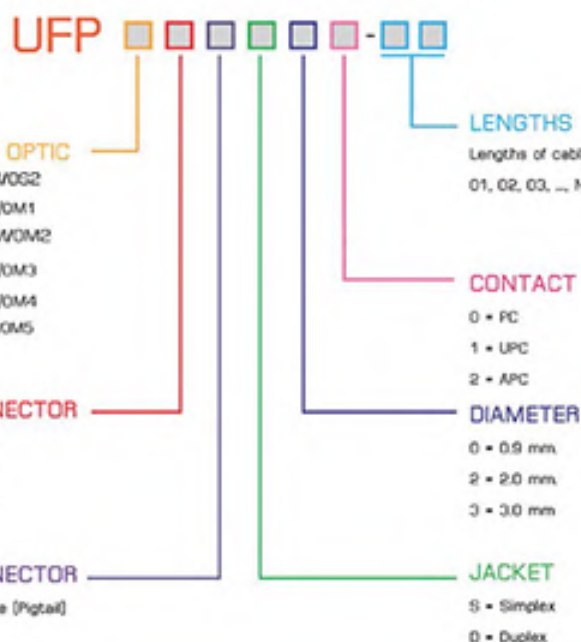 UFP -
OPTIC
/OS2
/OM1
/OM2
/OM3
/OM4
/OM5
NECTOR
NECTOR
e (Pigtail)
LENGTHS
Lengths of cabl
01, 02, 03, ..., N
CONTACT
0 = PC
1 = UPC
2 = APC
DIAMETER
0 = 0.9 mm.
2 = 2.0 mm.
3 = 3.0 mm
JACKET
S = Simplex
D = Duplex